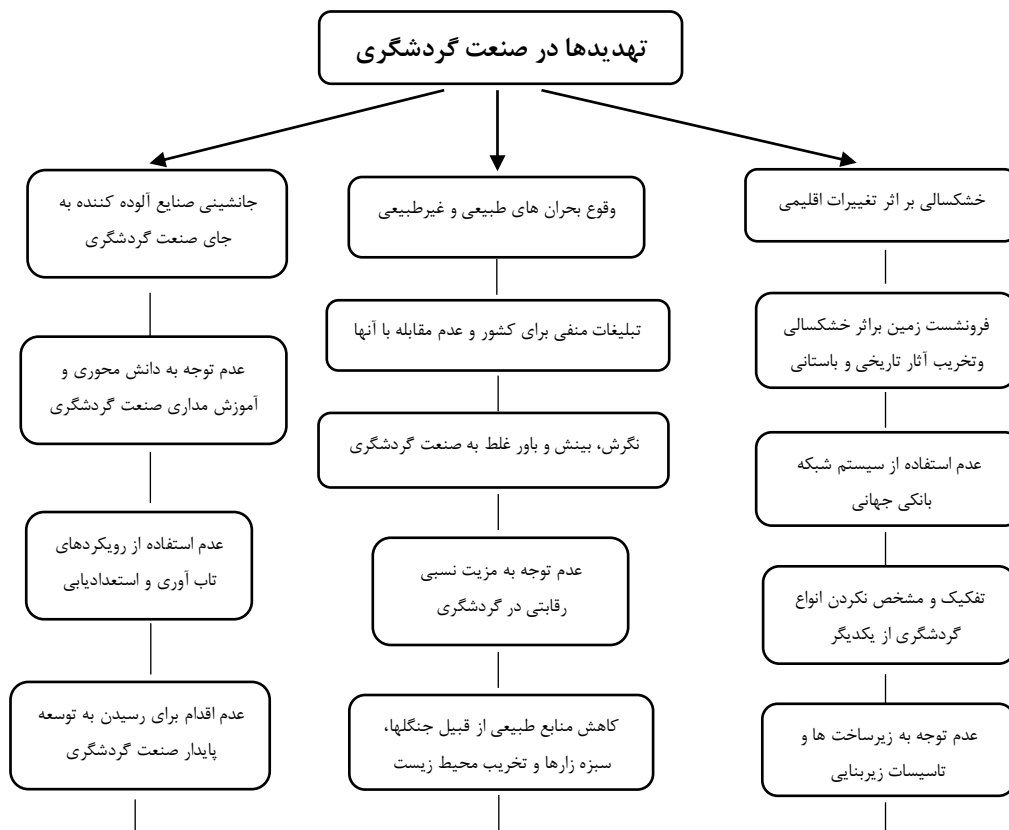 تهدیدها در صنعت گردشگری
خشکسالی بر اثر تغییرات اقلیمی
فرونشست زمین براثر خشکسالی
وتخریب آثار تاریخی و باستانی
عدم استفاده از سیستم شبکه
بانکی جهانی
تفکیک و مشخص نکردن انواع
گردشگری از یکدیگر
عدم توجه به زیرساخت ها و
تاسیسات زیربنایی
وقوع بحران های طبیعی و غیرطبیعی
تبلیغات منفی برای کشور و عدم مقابله با آنها
نگرش، بینش و باور غلط به صنعت گردشگری
عدم توجه به مزیت نسبی
رقابتی در گردشگری
کاهش منابع طبیعی از قبیل جنگلها،
سبزه زارها و تخریب محیط زیست
جانشینی صنایع آلوده کننده به
جای صنعت گردشگری
عدم توجه به دانش محوری و
آموزش مداری صنعت گردشگری
عدم استفاده از رویکردهای
تاب آوری و استعدادیابی
عدم اقدام برای رسیدن به توسعه
پایدار صنعت گردشگری